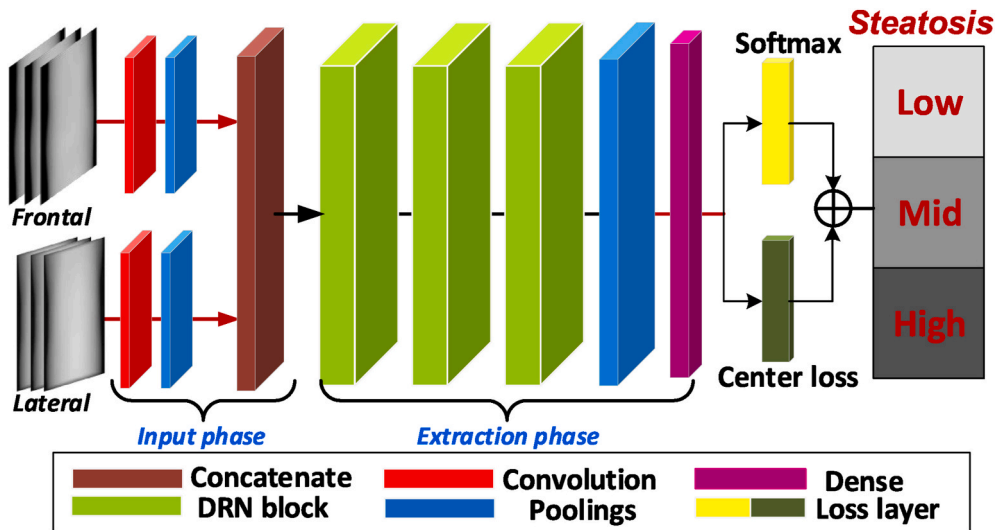 Steatosis
Softmax
Low
Frontal
Mid
High
Lateral
Center loss
Input phase
Extraction phase
Concatenate
Convolution
Dense
DRN block
Poolings
Loss layer